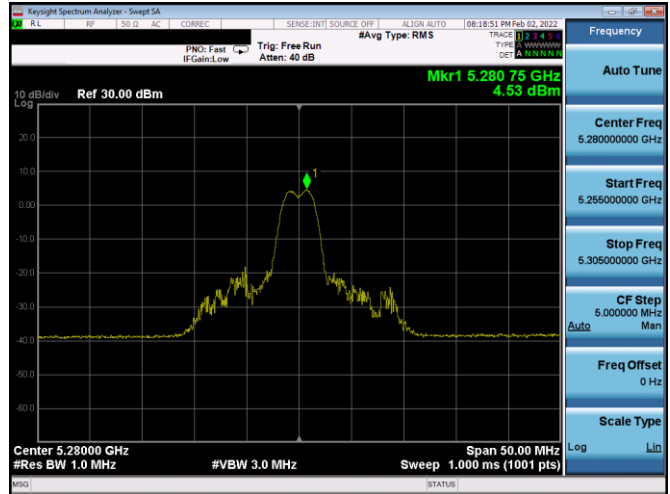 Keysight Spectrum Analyzer - Swept SA
RL RF 50 Ω AC CORREC SENSE:INT SOURCE OFF ALIGN AUTO 08:18:51 PM Feb 02, 2022
#Avg Type: RMS
TRACE 1 2 3 4 5 6
TYPE A WWWWW
DET A N N N N N
PNO: Fast
IFGain:Low
Trig: Free Run
Atten: 40 dB
Mkr1 5.280 75 GHz
4.53 dBm
10 dB/div
Log
Ref 30.00 dBm
20.0
10.0
0.00
-10.0
-20.0
-30.0
-40.0
-50.0
-60.0
1
Center 5.28000 GHz
Span 50.00 MHz
#Res BW 1.0 MHz
#VBW 3.0 MHz
Sweep 1.000 ms (1001 pts)
MSG
STATUS
Frequency
Auto Tune
Center Freq
5.280000000 GHz
Start Freq
5.255000000 GHz
Stop Freq
5.305000000 GHz
CF Step
5.000000 MHz
Auto Man
Freq Offset
0 Hz
Scale Type
Log Lin